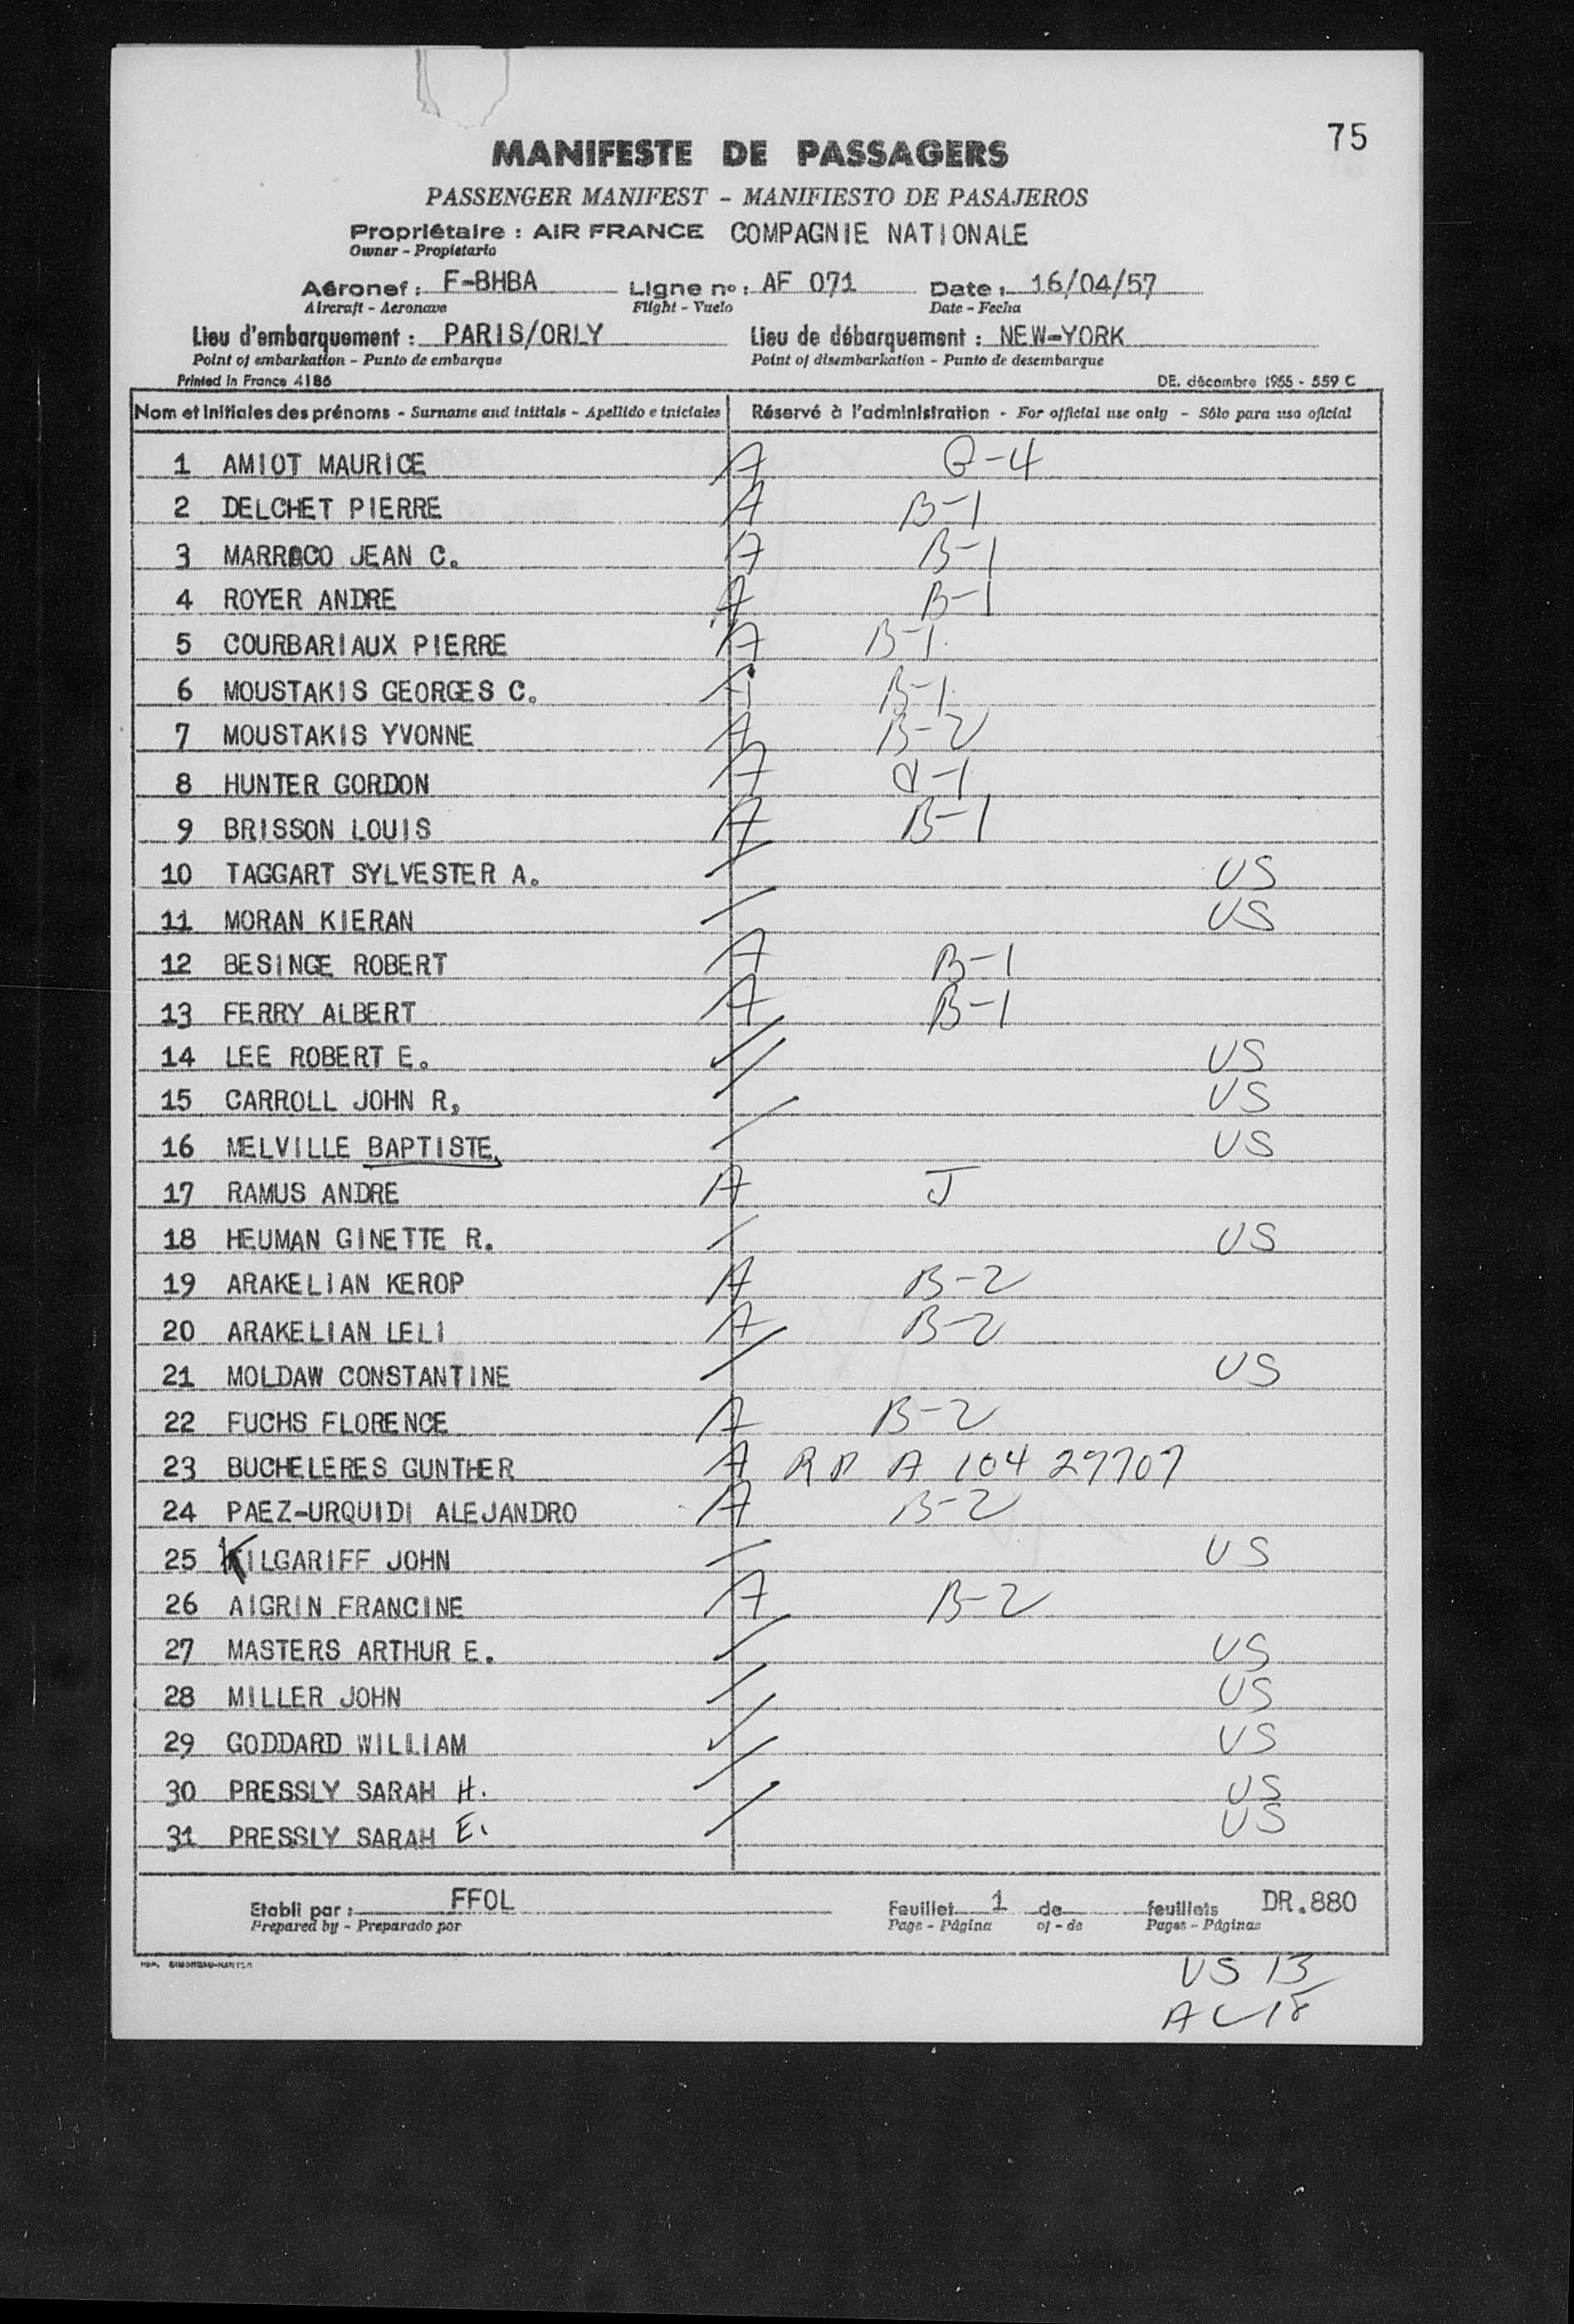 75
MANIFESTE DE PASSAGERS
PASSENGER MANIFEST - MANIFIESTO DE PASAJEROS
Propriétaire : AIR FRANCE COMPAGNIE NATIONALE
Owner - Propietario
Aéronef : F-BHBA Ligne no : AF 071 Date : 16/04/57
Aircraft - Aeronave Flight - Vuelo Date - Fecha
Lieu d'embarquement : PARIS/ORLY Lieu de débarquement : NEW-YORK
Point of embarkation - Punto de embarque Point of disembarkation - Punto de desembarque
Printed in France 4186 DE. décembre 1955 - 559 C
Nom et initiales des prénoms - Surname and initials - Apellido e iniciales Réservé à l'administration - For official use only - Sólo para uso oficial
1 AMIOT MAURICE A G-4
2 DELCHET PIERRE A B-1
3 MARROCO JEAN C. A B-1
4 ROYER ANDRE A B-1
5 COURBARIAUX PIERRE A B-1
6 MOUSTAKIS GEORGES C. A B-1
7 MOUSTAKIS YVONNE A B-2
8 HUNTER GORDON A -1
9 BRISSON LOUIS A B-1
10 TAGGART SYLVESTER A. US
11 MORAN KIERAN US
12 BESINGE ROBERT A B-1
13 FERRY ALBERT A B-1
14 LEE ROBERT E. US
15 CARROLL JOHN R. US
16 MELVILLE BAPTISTE, US
17 RAMUS ANDRE A J
18 HEUMAN GINETTE R. US
19 ARAKELIAN KEROP A B-2
20 ARAKELIAN LELI A B-2
21 MOLDAW CONSTANTINE US
22 FUCHS FLORENCE A B-2
23 BUCHELERES GUNTHER A RP A 104 29707
24 PAEZ-URQUIDI ALEJANDRO A B-2
25 KILGARIFF JOHN US
26 AIGRIN FRANCINE A B-2
27 MASTERS ARTHUR E. US
28 MILLER JOHN US
29 GODDARD WILLIAM US
30 PRESSLY SARAH H. US
31 PRESSLY SARAH E. US
Etabli par : FFOL Feuillet 1 de feuillets DR.880
Prepared by - Preparado por Page - Página of - de Pages - Páginas
US 13
AL 18